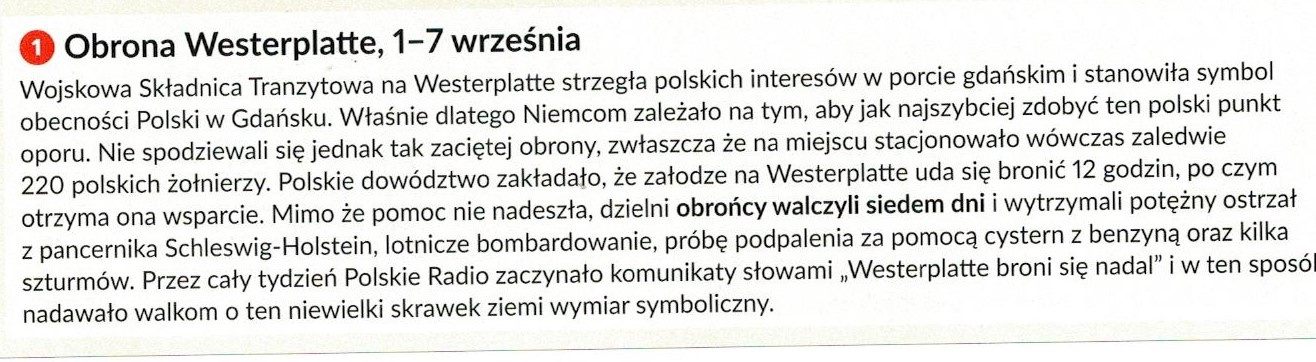 1 Obrona Westerplatte, 1–7 września
Wojskowa Składnica Tranzytowa na Westerplatte strzegła polskich interesów w porcie gdańskim i stanowiła symbol
obecności Polski w Gdańsku. Właśnie dlatego Niemcom zależało na tym, aby jak najszybciej zdobyć ten polski punkt
oporu. Nie spodziewali się jednak tak zaciętej obrony, zwłaszcza że na miejscu stacjonowało wówczas zaledwie
220 polskich żołnierzy. Polskie dowództwo zakładało, że załodze na Westerplatte uda się bronić 12 godzin, po czym
otrzyma ona wsparcie. Mimo że pomoc nie nadeszła, dzielni obrońcy walczyli siedem dni i wytrzymali potężny ostrzał
z pancernika Schleswig-Holstein, lotnicze bombardowanie, próbę podpalenia za pomocą cystern z benzyną oraz kilka
szturmów. Przez cały tydzień Polskie Radio zaczynało komunikaty słowami „Westerplatte broni się nadal” i w ten
nadawało walkom o ten niewielki skrawek ziemi wymiar symboliczny.